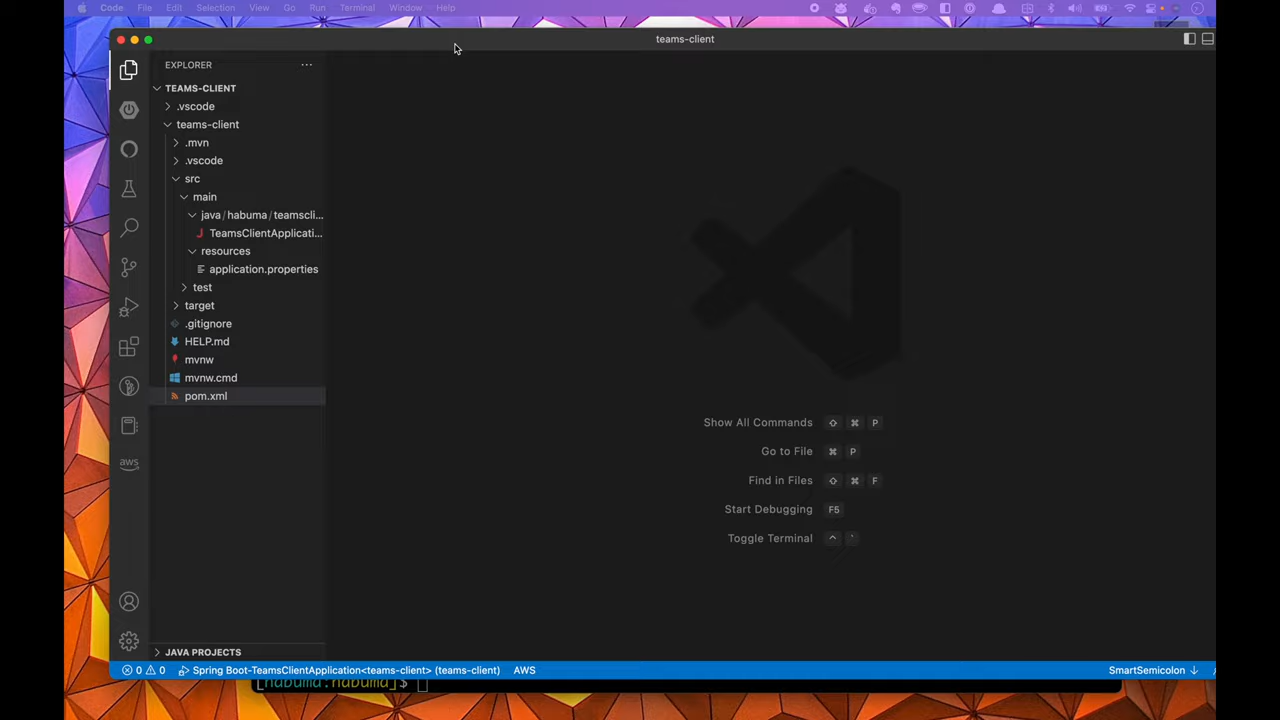 Code File Edit Selection View Go Run Terminal Window Help
teams-client
EXPLORER
TEAMS-CLIENT
.vscode
teams-client
.mvn
.vscode
src
main
java / habuma / teamscli...
TeamsClientApplicati...
resources
application.properties
test
target
.gitignore
HELP.md
mvnw
mvnw.cmd
pom.xml
aws
Show All Commands ⇧ ⌘ P
Go to File ⌘ P
Find in Files ⇧ ⌘ F
Start Debugging F5
Toggle Terminal ^ `
JAVA PROJECTS
0 0 Spring Boot-TeamsClientApplication<teams-client> (teams-client) AWS SmartSemicolon ↓
[habuma:habuma]$